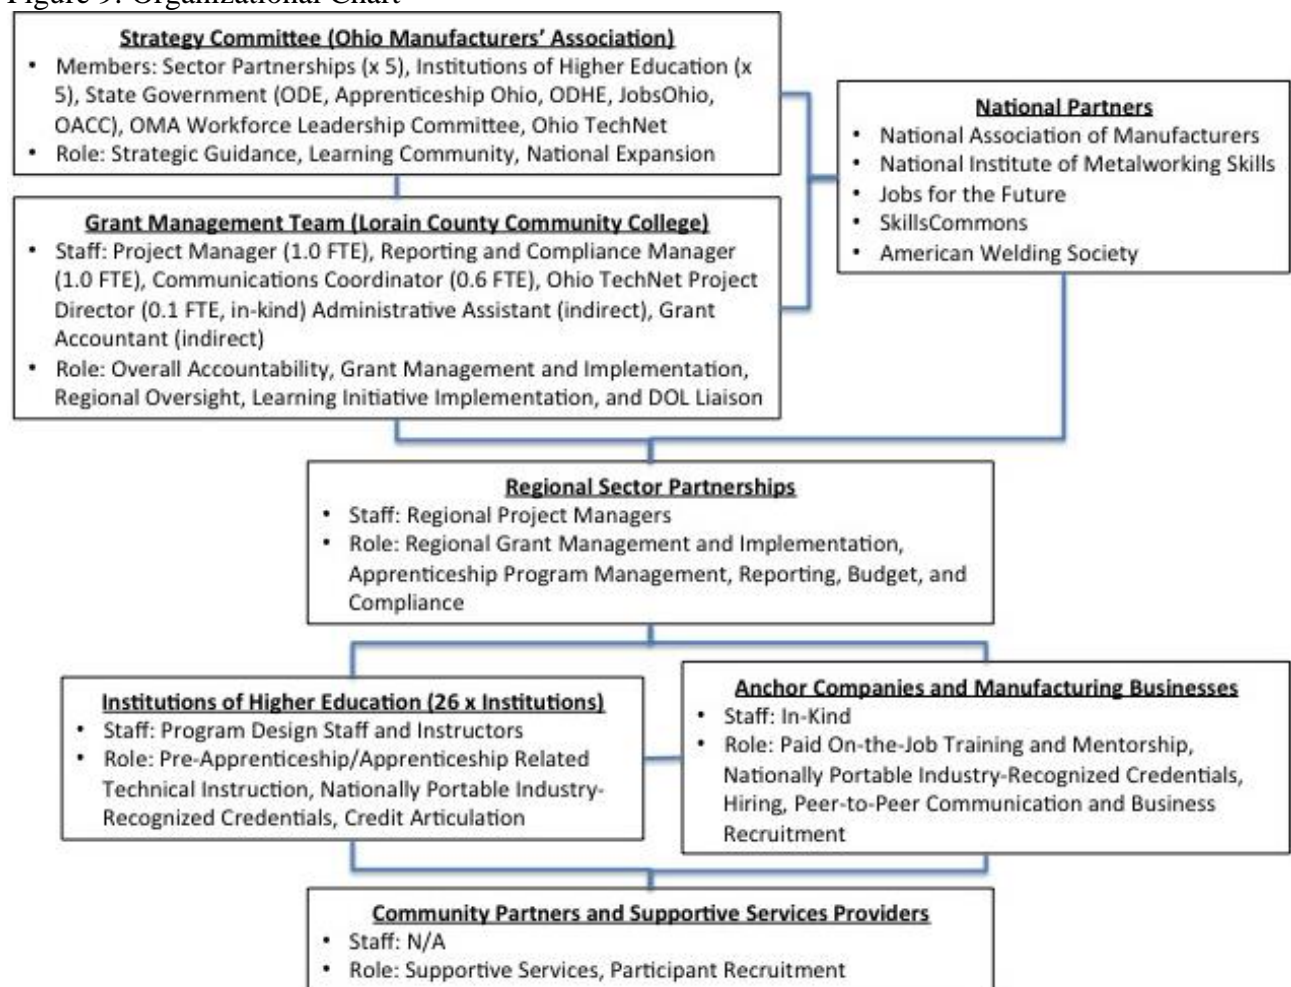 Figure 9: Organizational Chart
Strategy Committee (Ohio Manufacturers' Association)
• Members: Sector Partnerships (x 5), Institutions of Higher Education (x
5), State Government (ODE, Apprenticeship Ohio, ODHE, JobsOhio,
OACC), OMA Workforce Leadership Committee, Ohio TechNet
• Role: Strategic Guidance, Learning Community, National Expansion
National Partners
• National Association of Manufacturers
• National Institute of Metalworking Skills
• Jobs for the Future
• SkillsCommons
• American Welding Society
Grant Management Team (Lorain County Community College)
• Staff: Project Manager (1.0 FTE), Reporting and Compliance Manager
(1.0 FTE), Communications Coordinator (0.6 FTE), Ohio TechNet Project
Director (0.1 FTE, in-kind) Administrative Assistant (indirect), Grant
Accountant (indirect)
• Role: Overall Accountability, Grant Management and Implementation,
Regional Oversight, Learning Initiative Implementation, and DOL Liaison
Regional Sector Partnerships
• Staff: Regional Project Managers
• Role: Regional Grant Management and Implementation,
Apprenticeship Program Management, Reporting, Budget, and
Compliance
Institutions of Higher Education (26 x Institutions)
• Staff: Program Design Staff and Instructors
• Role: Pre-Apprenticeship/Apprenticeship Related
Technical Instruction, Nationally Portable Industry-
Recognized Credentials, Credit Articulation
Anchor Companies and Manufacturing Businesses
• Staff: In-Kind
• Role: Paid On-the-Job Training and Mentorship,
Nationally Portable Industry-Recognized Credentials,
Hiring, Peer-to-Peer Communication and Business
Recruitment
Community Partners and Supportive Services Providers
• Staff: N/A
• Role: Supportive Services, Participant Recruitment